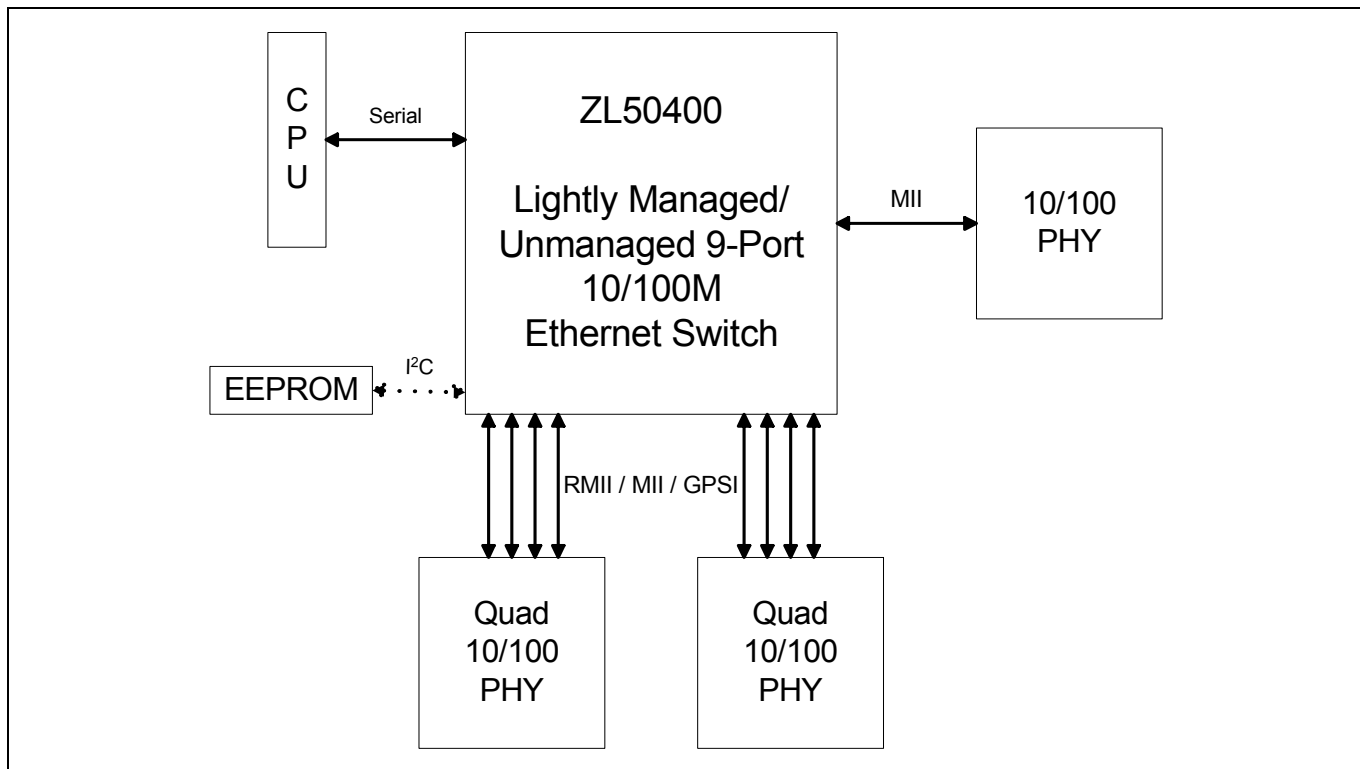 C
P
U
Serial
ZL50400
Lightly Managed/
Unmanaged 9-Port
10/100M
Ethernet Switch
MII
10/100
PHY
EEPROM
I²C
RMII / MII / GPSI
Quad
10/100
PHY
Quad
10/100
PHY